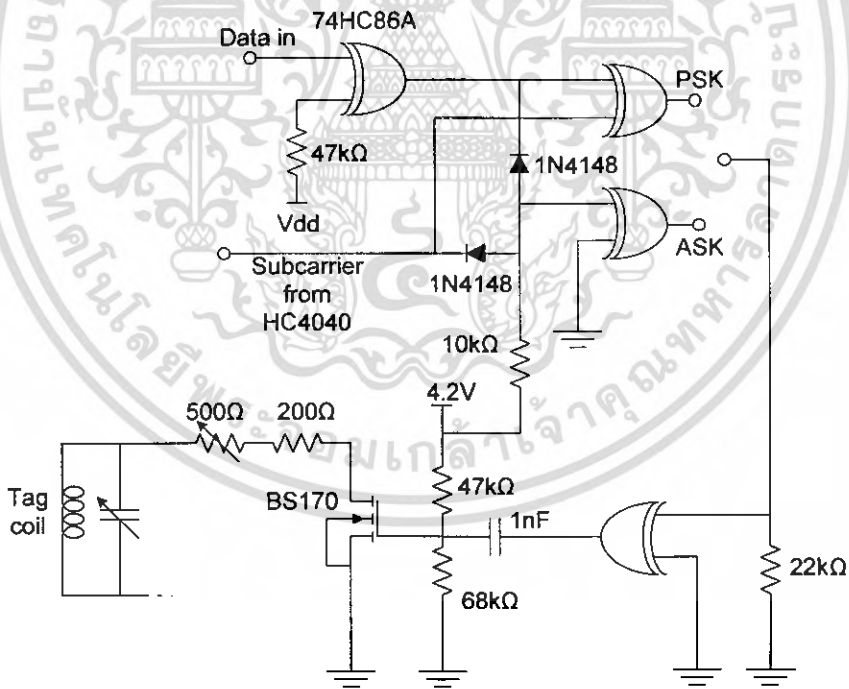 74HC86A
Data in
PSK
47kΩ
1N4148
Vdd
ASK
Subcarrier
from
HC4040
1N4148
10kΩ
4.2V
500Ω
200Ω
47kΩ
Tag
coil
BS170
1nF
68kΩ
22kΩ